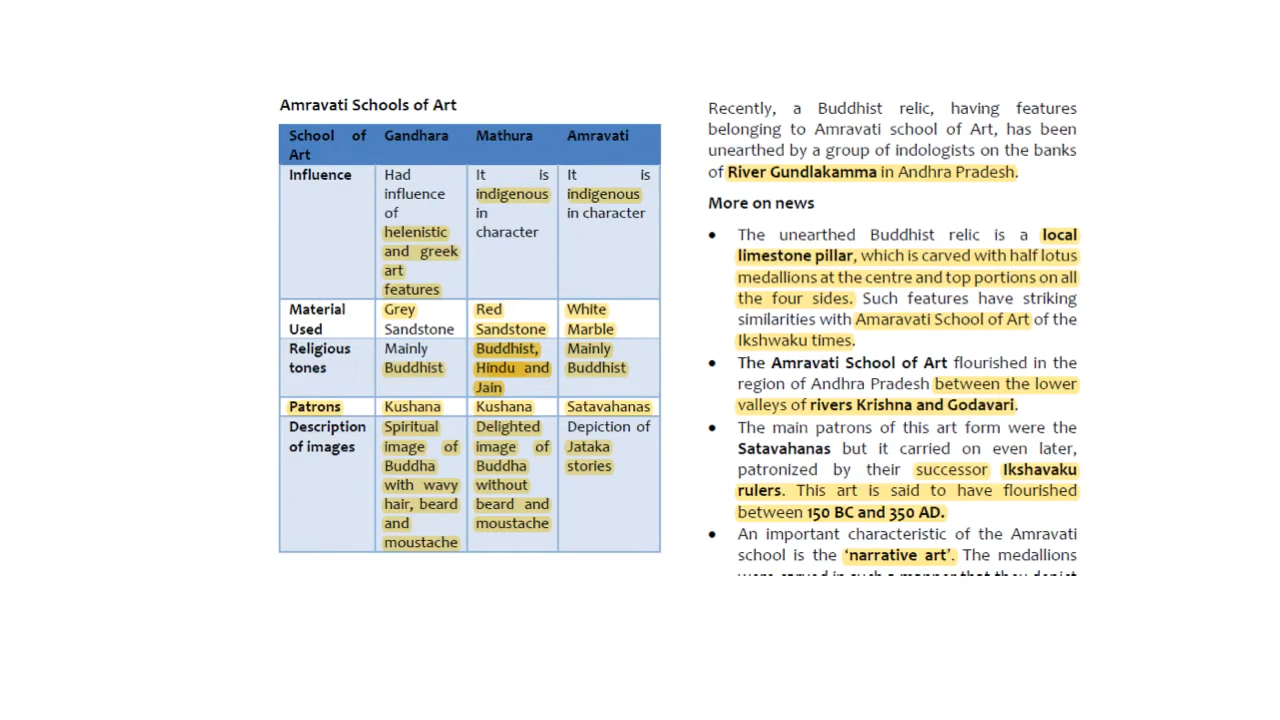 Amravati Schools of Art
School of Art Gandhara Mathura Amravati
Influence Had influence of helenistic and greek art features It is indigenous in character It is indigenous in character
Material Used Grey Sandstone Red Sandstone White Marble
Religious tones Mainly Buddhist Buddhist, Hindu and Jain Mainly Buddhist
Patrons Kushana Kushana Satavahanas
Description of images Spiritual image of Buddha with wavy hair, beard and moustache Delighted image of Buddha without beard and moustache Depiction of Jataka stories
Recently, a Buddhist relic, having features
belonging to Amravati school of Art, has been
unearthed by a group of indologists on the banks
of River Gundlakamma in Andhra Pradesh.
More on news
• The unearthed Buddhist relic is a local
limestone pillar, which is carved with half lotus
medallions at the centre and top portions on all
the four sides. Such features have striking
similarities with Amaravati School of Art of the
Ikshwaku times.
• The Amravati School of Art flourished in the
region of Andhra Pradesh between the lower
valleys of rivers Krishna and Godavari.
• The main patrons of this art form were the
Satavahanas but it carried on even later,
patronized by their successor Ikshavaku
rulers. This art is said to have flourished
between 150 BC and 350 AD.
• An important characteristic of the Amravati
school is the ‘narrative art’. The medallions
were carved in such a manner that they depict